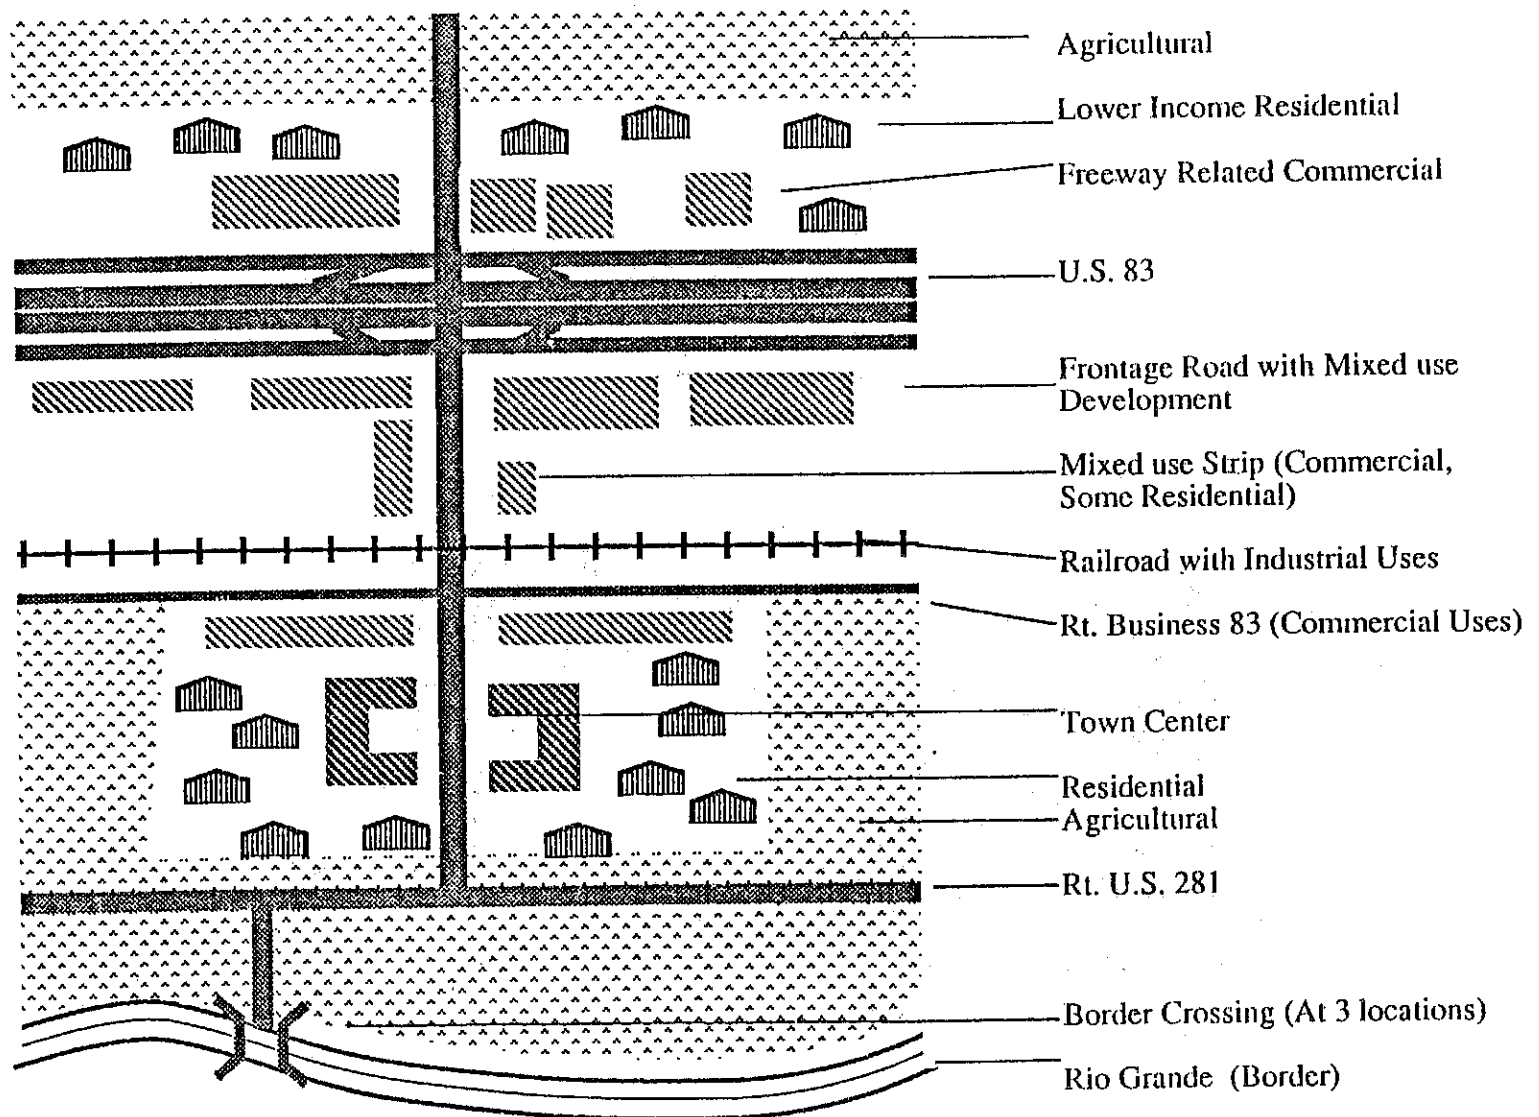 Agricultural
Lower Income Residential
Freeway Related Commercial
U.S. 83
Frontage Road with Mixed use
Development
Mixed use Strip (Commercial,
Some Residential)
Railroad with Industrial Uses
Rt. Business 83 (Commercial Uses)
Town Center
Residential
Agricultural
Rt. U.S. 281
Border Crossing (At 3 locations)
Rio Grande (Border)